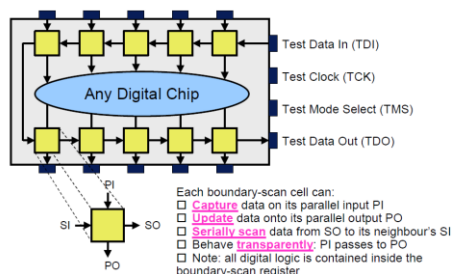 Test Data In (TDI)
Test Clock (TCK)
Any Digital Chip
Test Mode Select (TMS)
Test Data Out (TDO)
PI
SI
SO
PO
Each boundary-scan cell can:
□ Capture data on its parallel input PI
□ Update data onto its parallel output PO
□ Serially scan data from SO to its neighbour's SI
□ Behave transparently: PI passes to PO
□ Note: all digital logic is contained inside the
boundary-scan register